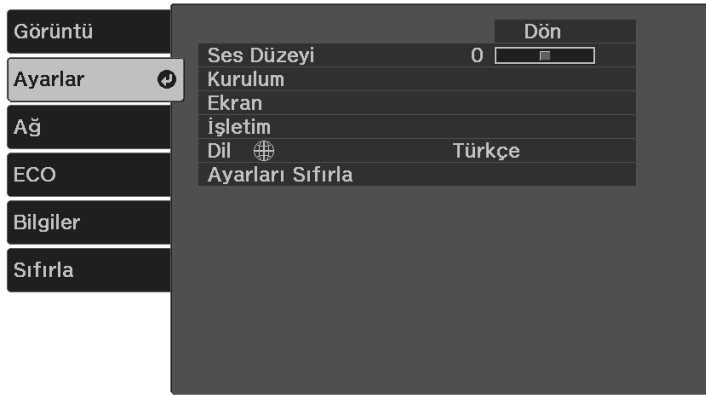 Görüntü
Ayarlar
Ağ
ECO
Bilgiler
Sıfırla
Dön
Ses Düzeyi 0
Kurulum
Ekran
İşletim
Dil Türkçe
Ayarları Sıfırla